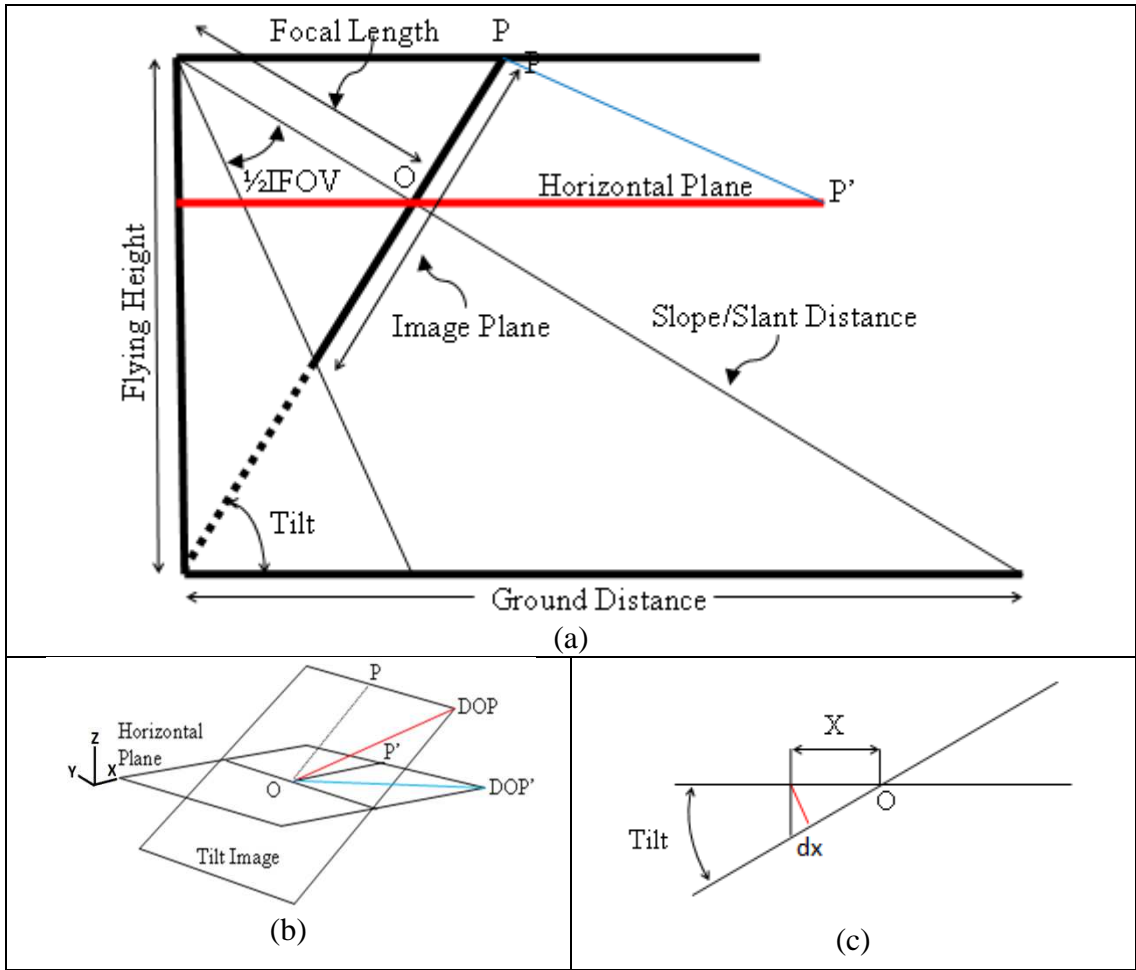 Focal Length
P
P
½IFOV
O
Horizontal Plane
P'
Flying Height
Image Plane
Slope/Slant Distance
Tilt
Ground Distance
(a)
P
DOP
Horizontal
Plane
Z
Y
X
P'
O
DOP'
Tilt Image
(b)
X
O
Tilt
dx
(c)